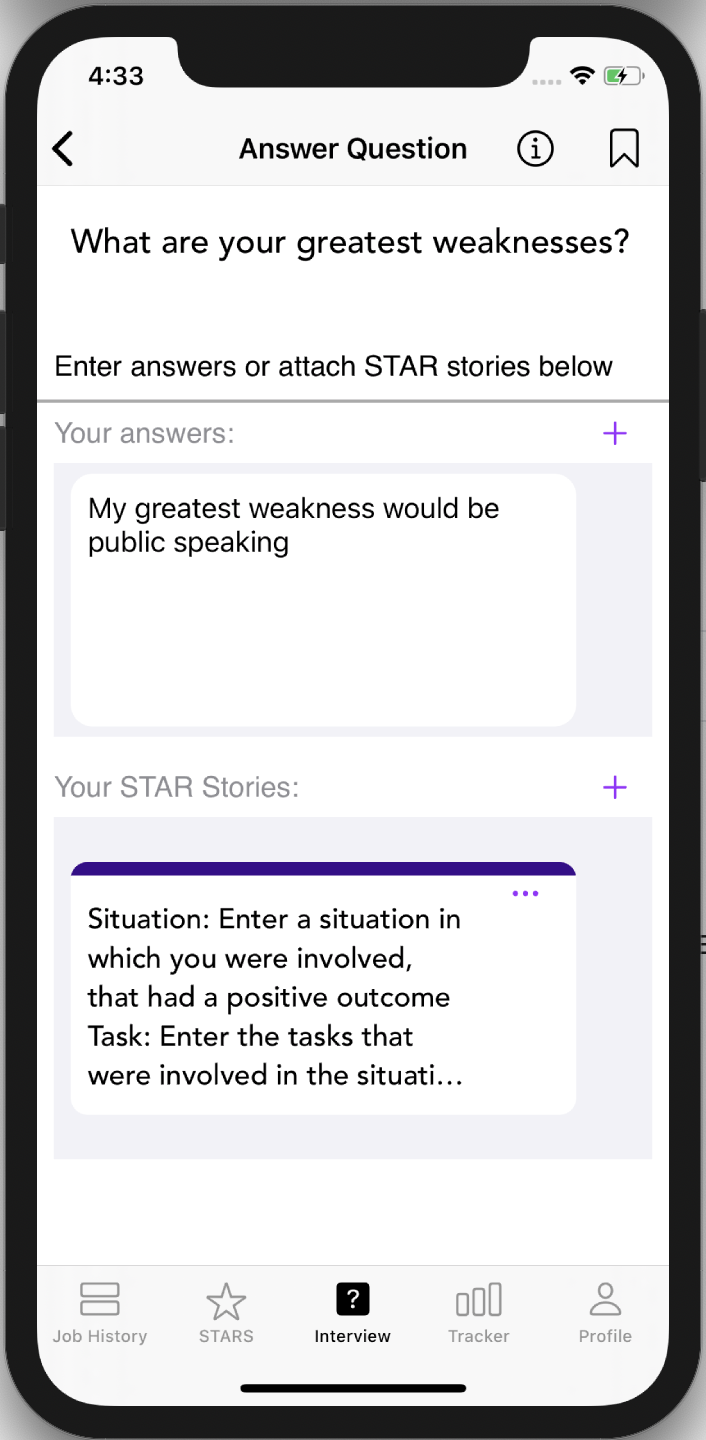 4:33
Answer Question
What are your greatest weaknesses?
Enter answers or attach STAR stories below
Your answers:
My greatest weakness would be
public speaking
Your STAR Stories:
Situation: Enter a situation in
which you were involved,
that had a positive outcome
Task: Enter the tasks that
were involved in the situati...
Job History
STARS
Interview
Tracker
Profile